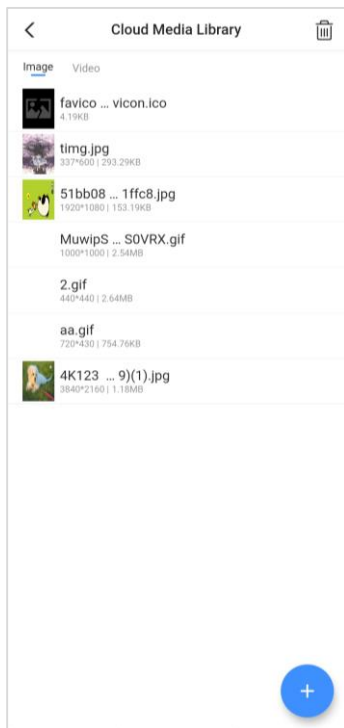 Cloud Media Library
Image Video
favico ... vicon.ico
4.19KB
timg.jpg
337*600 | 293.29KB
51bb08 ... 1ffc8.jpg
1920*1080 | 153.19KB
MuwipS ... S0VRX.gif
1000*1000 | 2.54MB
2.gif
440*440 | 2.64MB
aa.gif
720*430 | 754.76KB
4K123 ... 9)(1).jpg
3840*2160 | 1.18MB